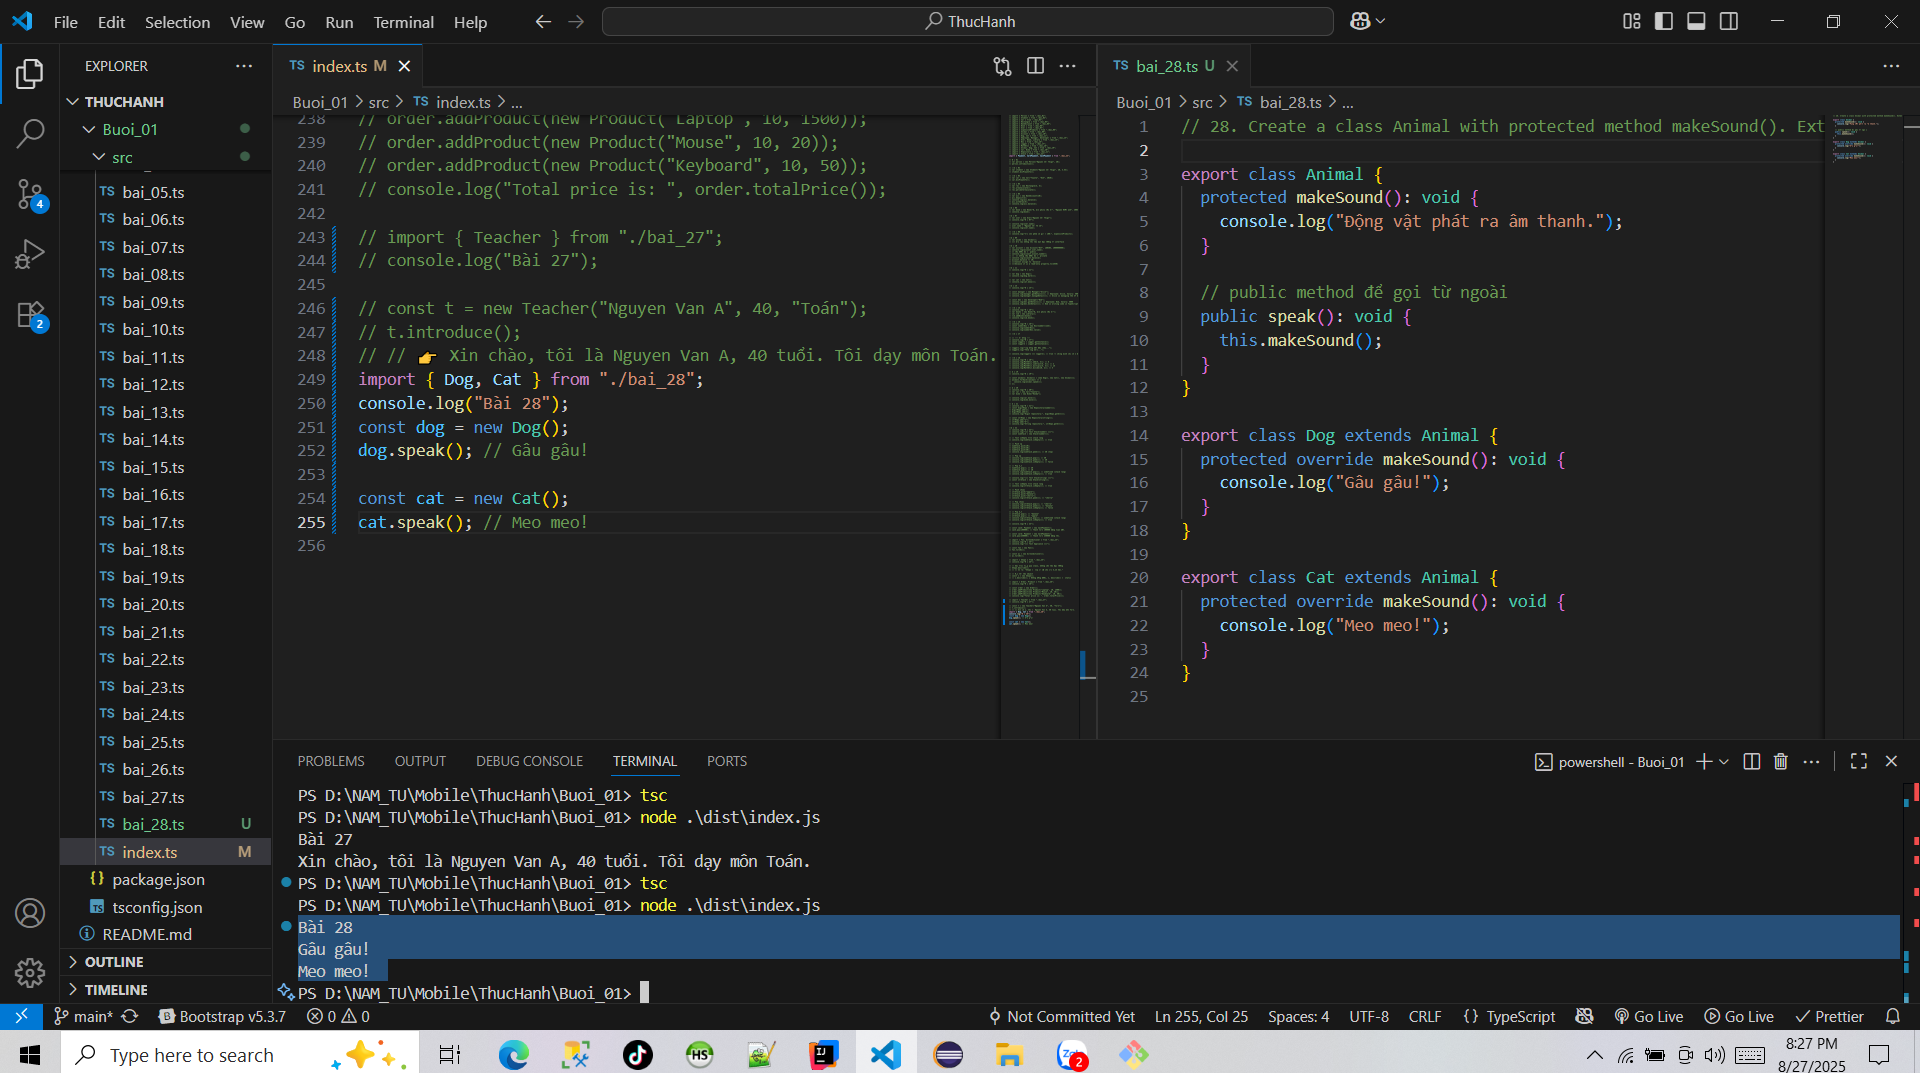 File Edit Selection View Go Run Terminal Help
ThucHanh
EXPLORER
THUCHANH
Buoi_01
src
TS bai_05.ts
TS bai_06.ts
TS bai_07.ts
TS bai_08.ts
TS bai_09.ts
TS bai_10.ts
TS bai_11.ts
TS bai_12.ts
TS bai_13.ts
TS bai_14.ts
TS bai_15.ts
TS bai_16.ts
TS bai_17.ts
TS bai_18.ts
TS bai_19.ts
TS bai_20.ts
TS bai_21.ts
TS bai_22.ts
TS bai_23.ts
TS bai_24.ts
TS bai_25.ts
TS bai_26.ts
TS bai_27.ts
TS bai_28.ts U
TS index.ts M
{} package.json
TS tsconfig.json
README.md
OUTLINE
TIMELINE
4
2
TS index.ts M
Buoi_01 > src > TS index.ts > ...
238 // order.addProduct(new Product("Laptop", 10, 1500));
239 // order.addProduct(new Product("Mouse", 10, 20));
240 // order.addProduct(new Product("Keyboard", 10, 50));
241 // console.log("Total price is: ", order.totalPrice());
242
243 // import { Teacher } from "./bai_27";
244 // console.log("Bài 27");
245
246 // const t = new Teacher("Nguyen Van A", 40, "Toán");
247 // t.introduce();
248 // // 👉 Xin chào, tôi là Nguyen Van A, 40 tuổi. Tôi dạy môn Toán.
249 import { Dog, Cat } from "./bai_28";
250 console.log("Bài 28");
251 const dog = new Dog();
252 dog.speak(); // Gâu gâu!
253
254 const cat = new Cat();
255 cat.speak(); // Meo meo!
256
TS bai_28.ts U
Buoi_01 > src > TS bai_28.ts > ...
1 // 28. Create a class Animal with protected method makeSound(). Ext
2
3 export class Animal {
4 protected makeSound(): void {
5 console.log("Động vật phát ra âm thanh.");
6 }
7
8 // public method để gọi từ ngoài
9 public speak(): void {
10 this.makeSound();
11 }
12 }
13
14 export class Dog extends Animal {
15 protected override makeSound(): void {
16 console.log("Gâu gâu!");
17 }
18 }
19
20 export class Cat extends Animal {
21 protected override makeSound(): void {
22 console.log("Meo meo!");
23 }
24 }
25
PROBLEMS OUTPUT DEBUG CONSOLE TERMINAL PORTS
powershell - Buoi_01
PS D:\NAM_TU\Mobile\ThucHanh\Buoi_01> tsc
PS D:\NAM_TU\Mobile\ThucHanh\Buoi_01> node .\dist\index.js
Bài 27
Xin chào, tôi là Nguyen Van A, 40 tuổi. Tôi dạy môn Toán.
PS D:\NAM_TU\Mobile\ThucHanh\Buoi_01> tsc
PS D:\NAM_TU\Mobile\ThucHanh\Buoi_01> node .\dist\index.js
Bài 28
Gâu gâu!
Meo meo!
PS D:\NAM_TU\Mobile\ThucHanh\Buoi_01>
main* Bootstrap v5.3.7 0 0
Not Committed Yet Ln 255, Col 25 Spaces: 4 UTF-8 CRLF {} TypeScript Go Live Go Live Prettier
Type here to search
HS
IJ
2
8:27 PM
8/27/2025